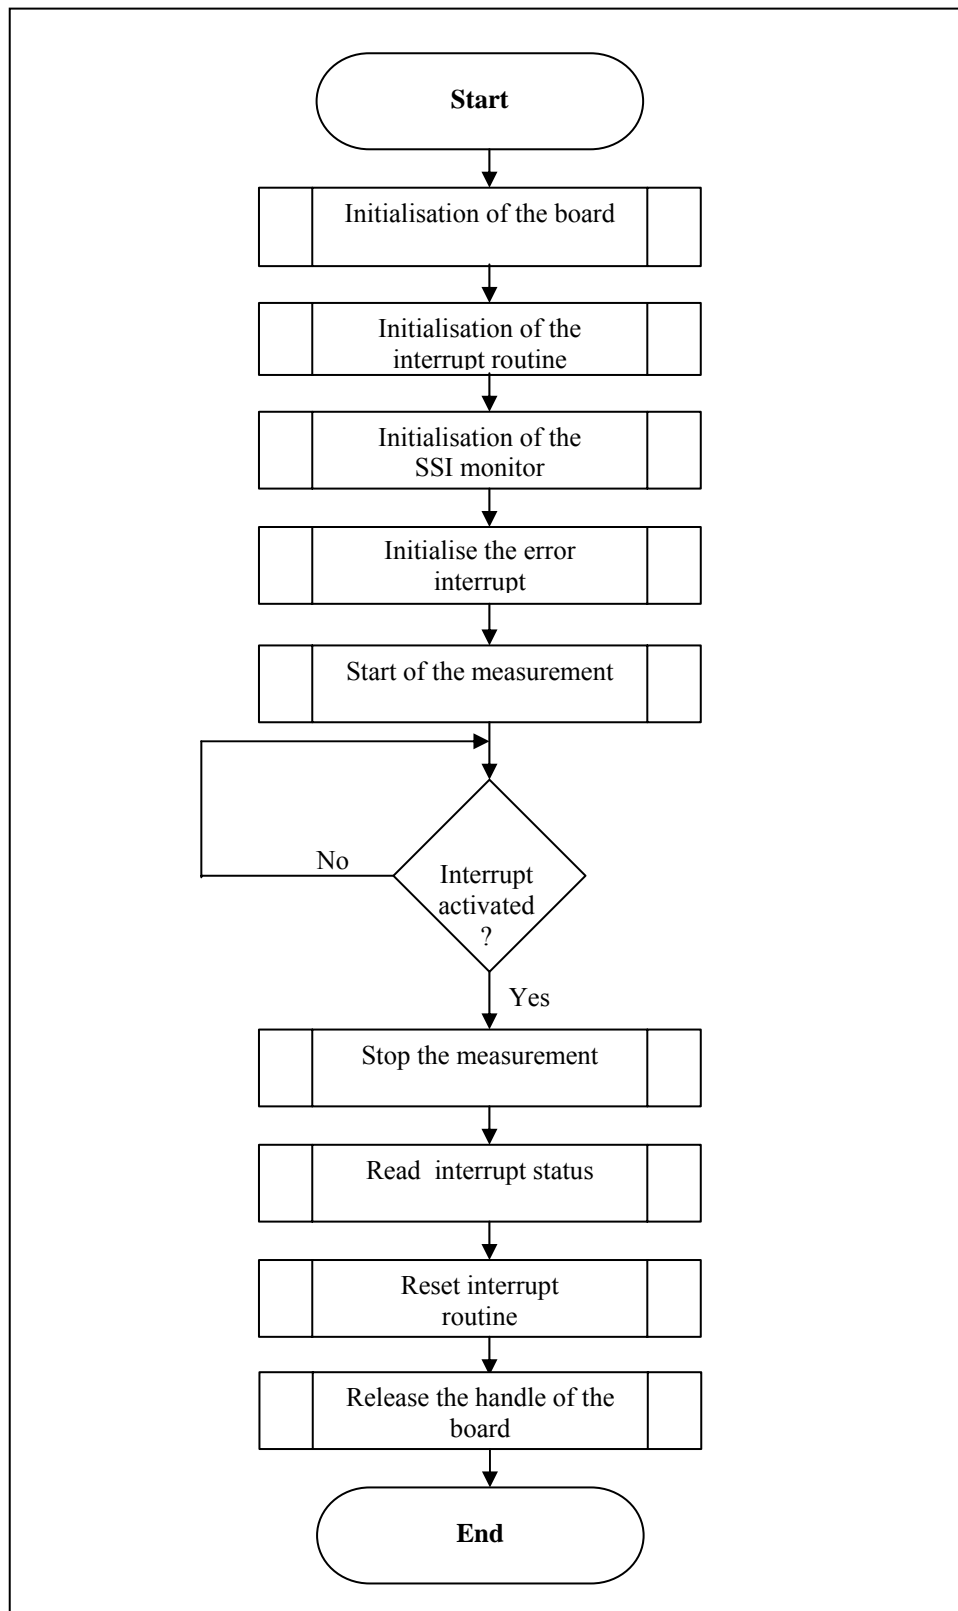 Start
Initialisation of the board
Initialisation of the
interrupt routine
Initialisation of the
SSI monitor
Initialise the error
interrupt
Start of the measurement
No
Interrupt
activated
?
Yes
Stop the measurement
Read  interrupt status
Reset interrupt
routine
Release the handle of the
board
End